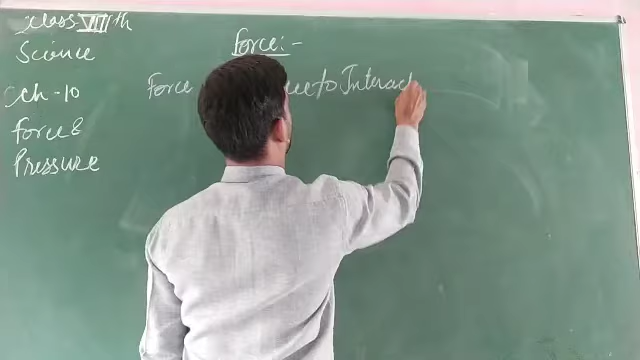 class VIIIth
Science
Ch-10
Force &
Pressure
Force:-
Force to Interact